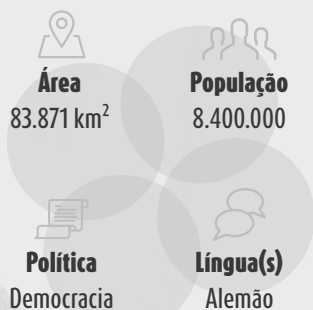 Área
83.871 km²
População
8.400.000
Política
Democracia
Língua(s)
Alemão